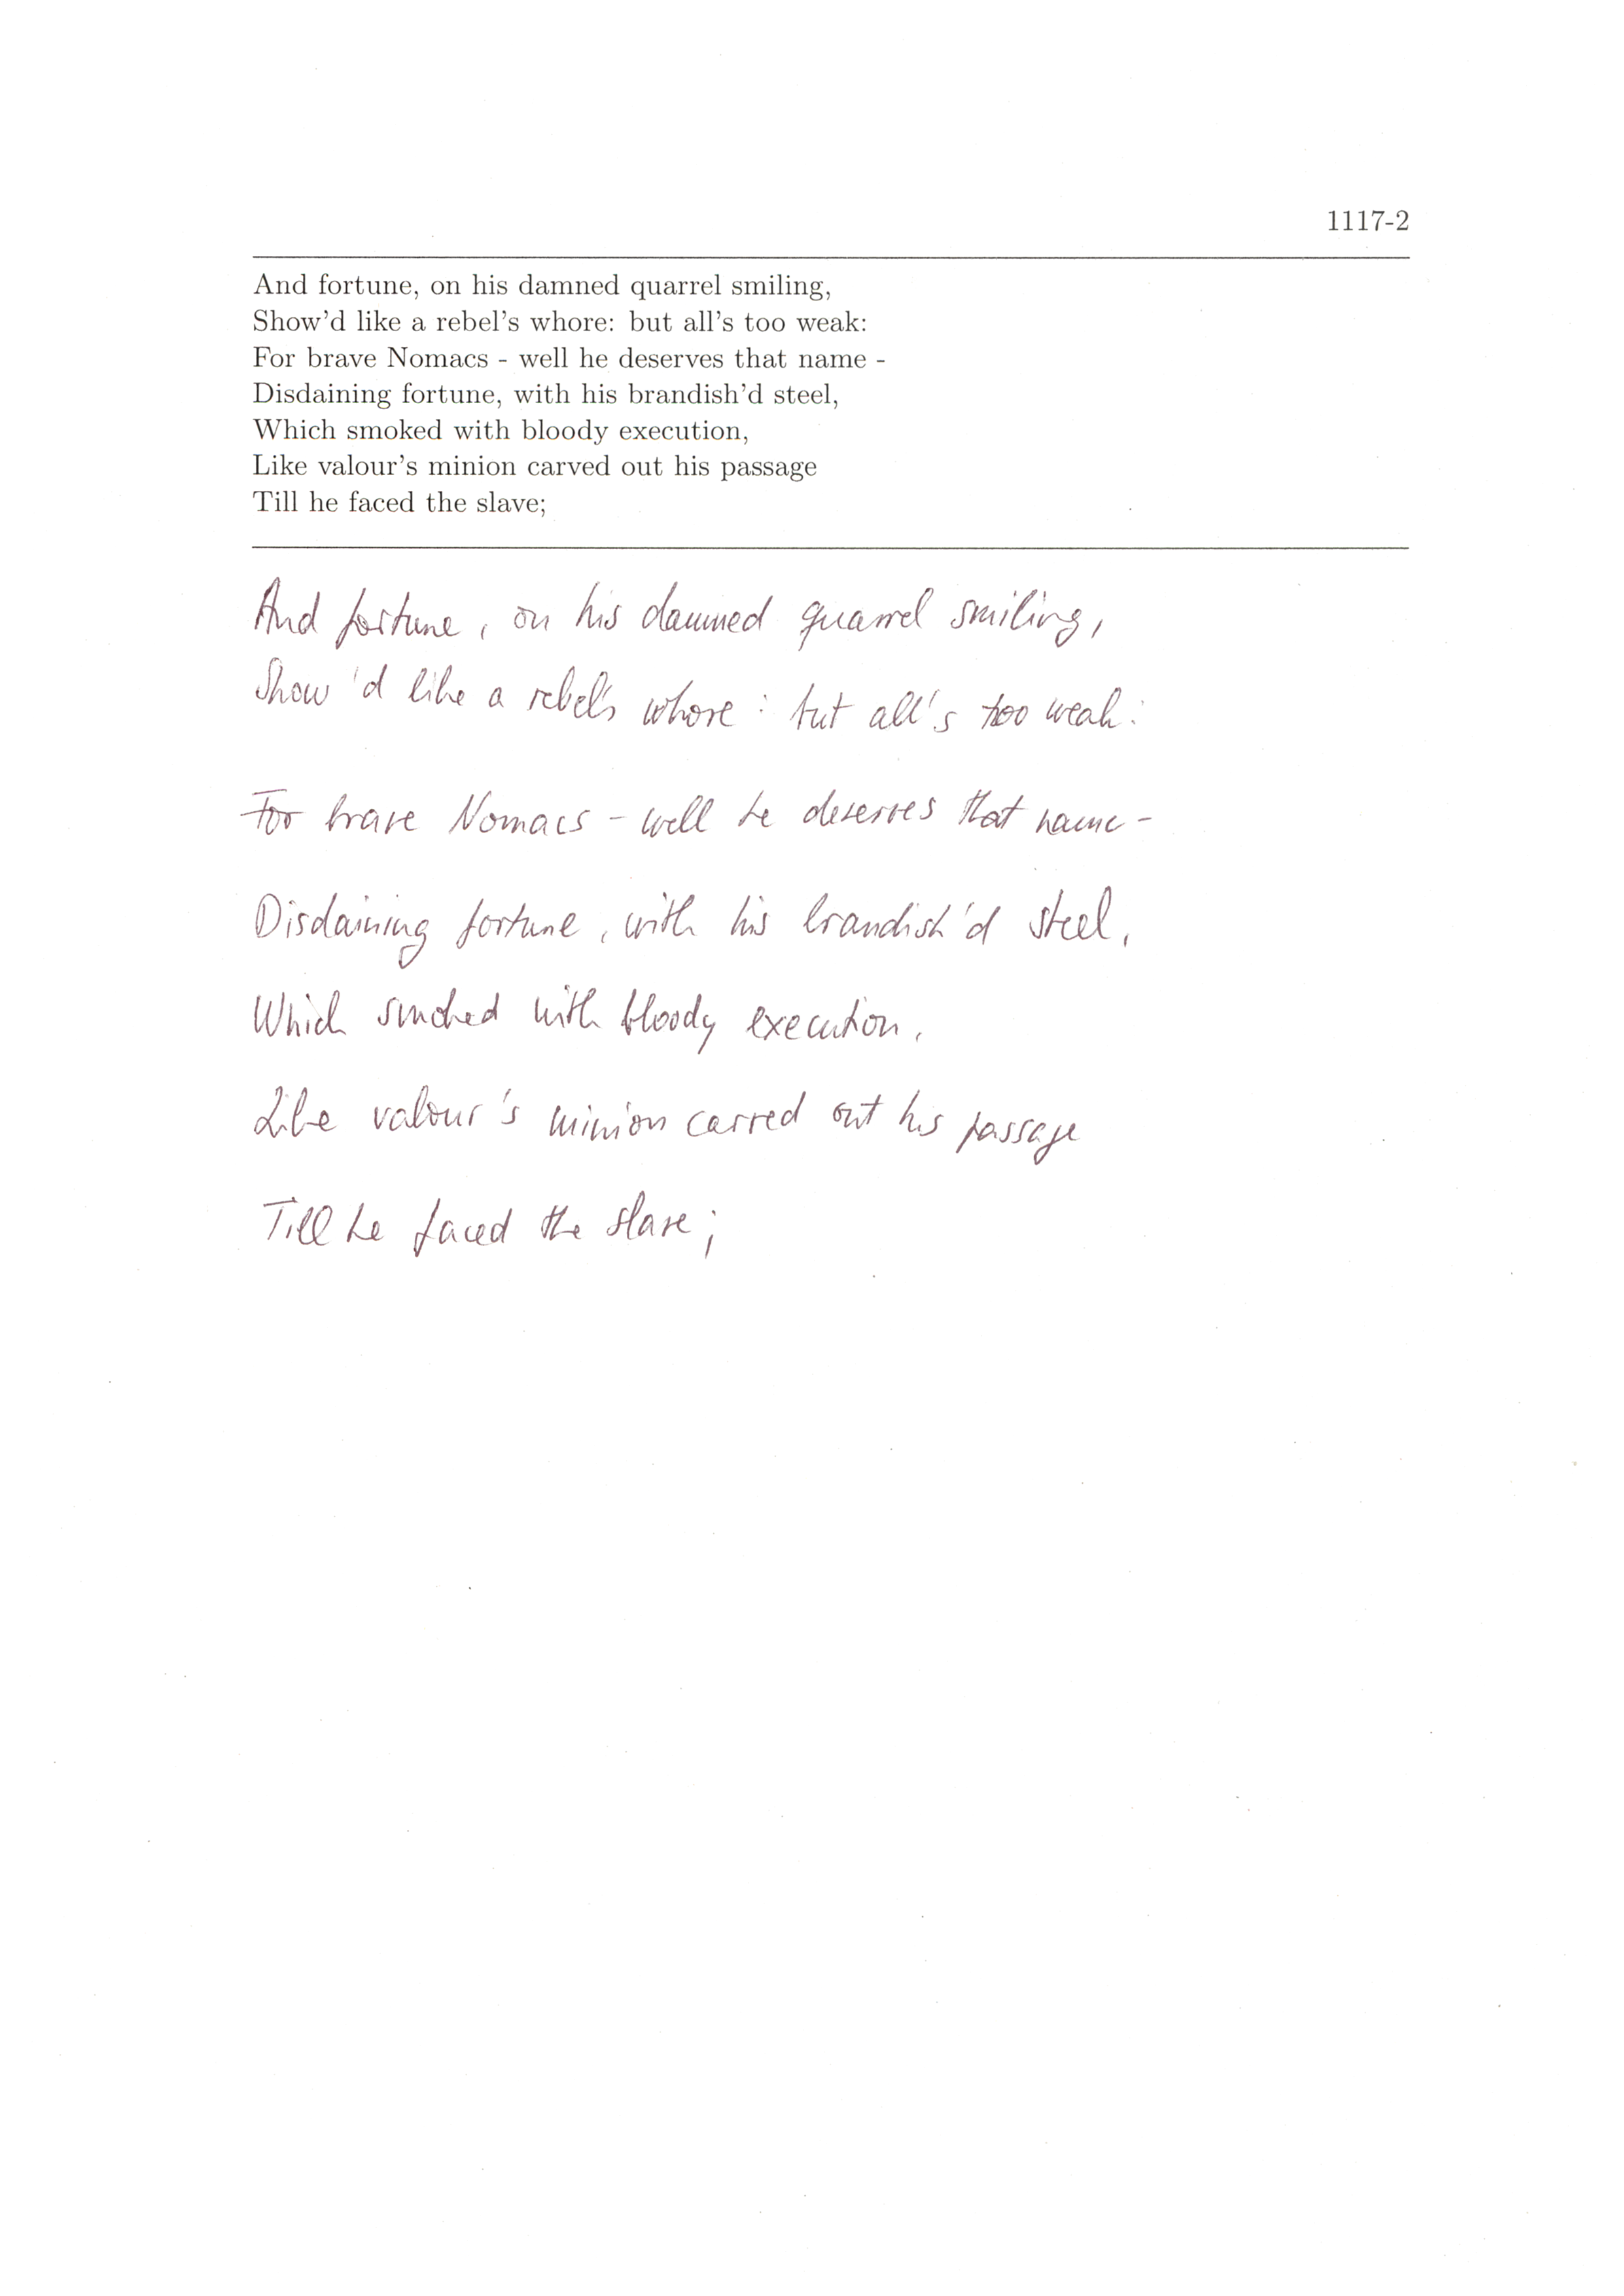 1117-2
And fortune, on his damned quarrel smiling,
Show'd like a rebel's whore: but all's too weak:
For brave Nomacs - well he deserves that name -
Disdaining fortune, with his brandish'd steel,
Which smoked with bloody execution,
Like valour's minion carved out his passage
Till he faced the slave;
And fortune, on his damned quarrel smiling,
Show'd like a rebel's whore: but all's too weak:
For brave Nomacs - well he deserves that name -
Disdaining fortune, with his brandish'd steel,
Which smoked with bloody execution,
Like valour's minion carved out his passage
Till he faced the slave;